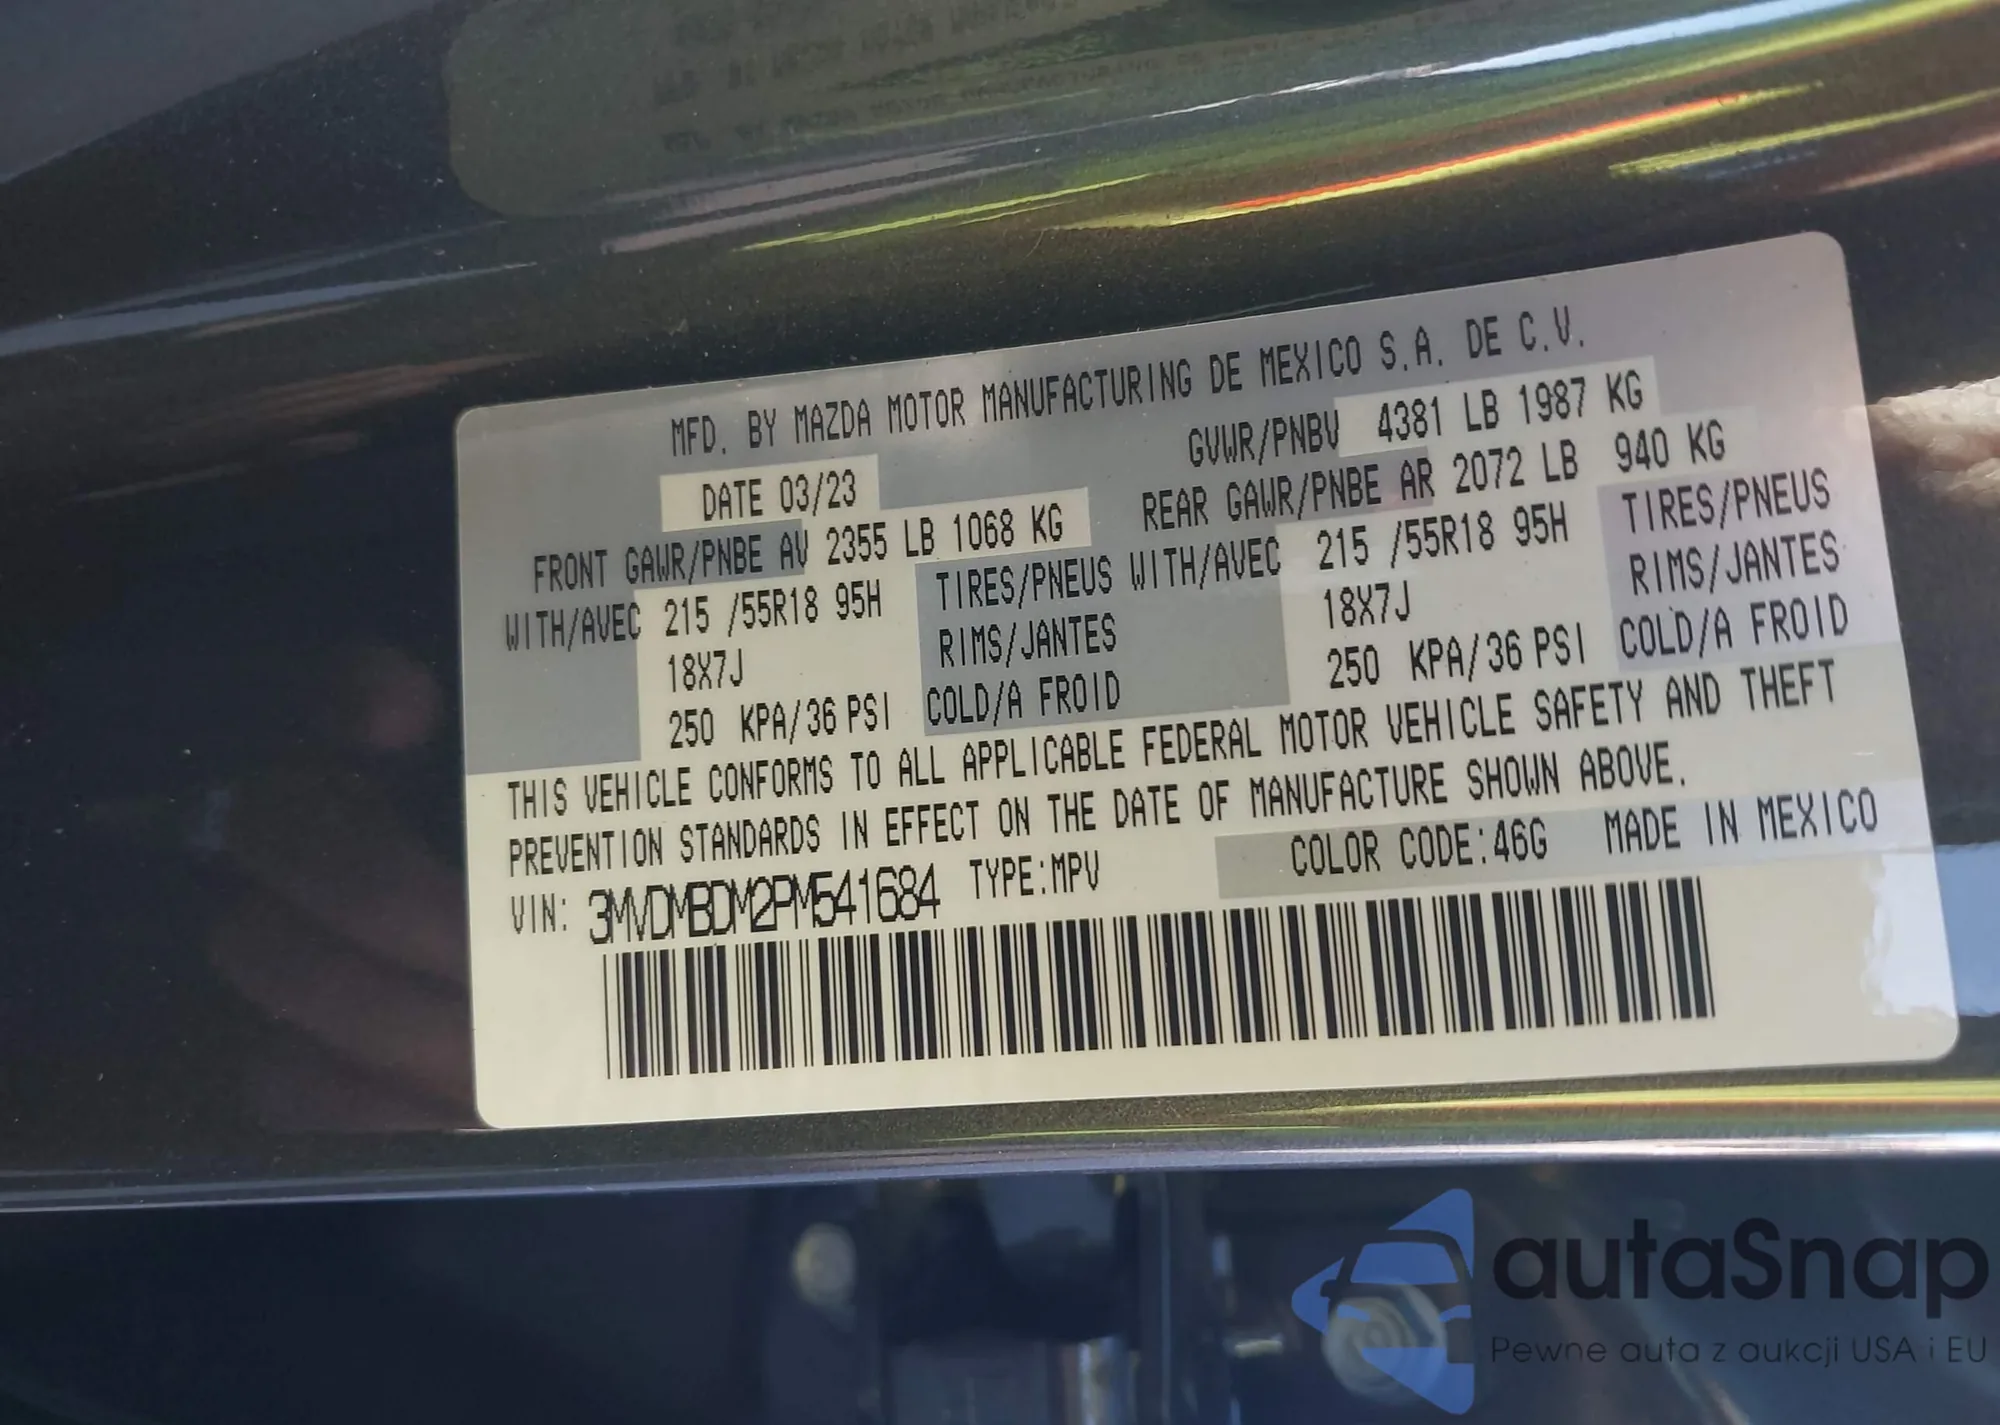 MFD. BY MAZDA MOTOR MANUFACTURING DE MEXICO S.A. DE C.V.
DATE 03/23 GVWR/PNBV 4381 LB 1987 KG
FRONT GAWR/PNBE AV 2355 LB 1068 KG REAR GAWR/PNBE AR 2072 LB 940 KG
WITH/AVEC 215 /55R18 95H TIRES/PNEUS WITH/AVEC 215 /55R18 95H TIRES/PNEUS
18X7J RIMS/JANTES 18X7J RIMS/JANTES
250 KPA/36 PSI COLD/A FROID 250 KPA/36 PSI COLD/A FROID
THIS VEHICLE CONFORMS TO ALL APPLICABLE FEDERAL MOTOR VEHICLE SAFETY AND THEFT
PREVENTION STANDARDS IN EFFECT ON THE DATE OF MANUFACTURE SHOWN ABOVE.
VIN: 3MVDMBDM2PM541684 TYPE:MPV COLOR CODE:46G MADE IN MEXICO
autaSnap
Pewne auta z aukcji USA i EU